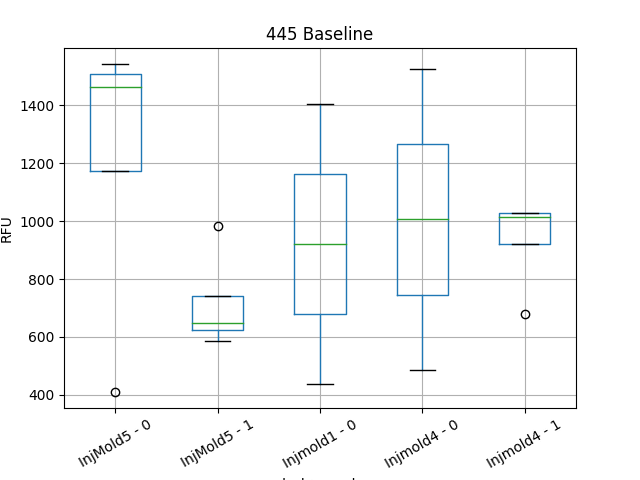 445 Baseline
RFU
1400
1200
1000
800
600
400
InjMold5 - 0
InjMold5 - 1
Injmold1 - 0
Injmold4 - 0
Injmold4 - 1